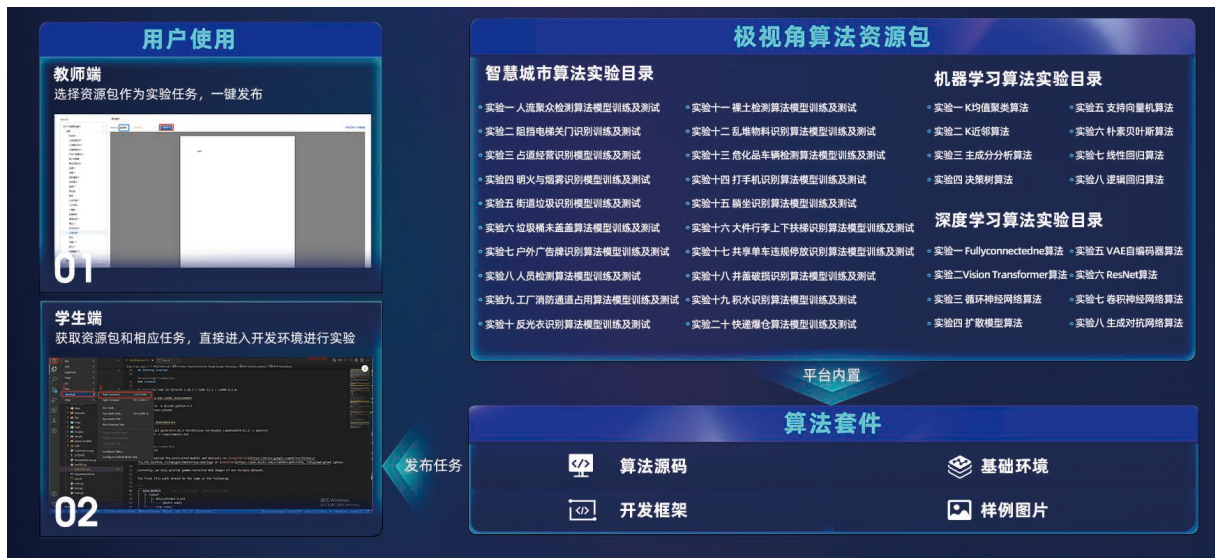 用户使用
教师端
选择资源包作为实验任务，一键发布
01
学生端
获取资源包和相应任务，直接进入开发环境进行实验
02
发布任务
极视角算法资源包
智慧城市算法实验目录
实验一 人流聚众检测算法模型训练及测试
实验二 阻挡电梯关门识别模型训练及测试
实验三 占道经营识别模型训练及测试
实验四 明火与烟雾识别模型训练及测试
实验五 街道垃圾识别模型训练及测试
实验六 垃圾桶未盖盖算法模型训练及测试
实验七 户外广告牌识别算法模型训练及测试
实验八 人员检测算法模型训练及测试
实验九 工厂消防通道占用算法模型训练及测试
实验十 反光衣识别算法模型训练及测试
实验十一 裸土检测算法模型训练及测试
实验十二 乱堆物料识别算法模型训练及测试
实验十三 危化品车辆检测算法模型训练及测试
实验十四 打手机识别算法模型训练及测试
实验十五 躺坐识别算法模型训练及测试
实验十六 大件行李上下扶梯识别算法模型训练及测试
实验十七 共享单车违规停放识别算法模型训练及测试
实验十八 井盖破损识别算法模型训练及测试
实验十九 积水识别算法模型训练及测试
实验二十 快递爆仓算法模型训练及测试
机器学习算法实验目录
实验一 K均值聚类算法
实验二 K近邻算法
实验三 主成分分析算法
实验四 决策树算法
实验五 支持向量机算法
实验六 朴素贝叶斯算法
实验七 线性回归算法
实验八 逻辑回归算法
深度学习算法实验目录
实验一 Fullyconnectedne算法
实验二Vision Transformer算法
实验三 循环神经网络算法
实验四 扩散模型算法
实验五 VAE自编码器算法
实验六 ResNet算法
实验七 卷积神经网络算法
实验八 生成对抗网络算法
平台内置
算法套件
算法源码
基础环境
开发框架
样例图片